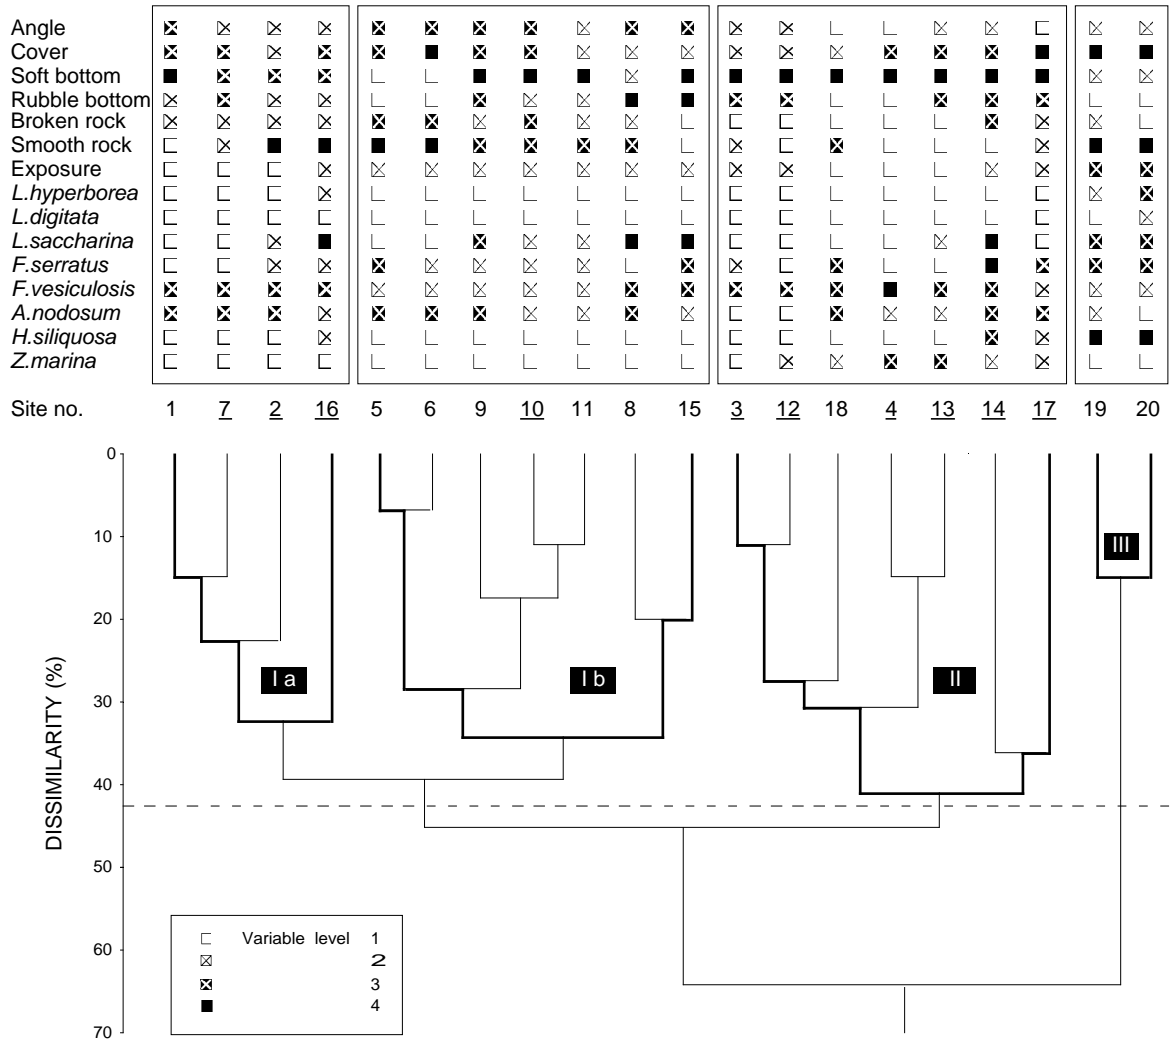 Angle
Cover
Soft bottom
Rubble bottom
Broken rock
Smooth rock
Exposure
L.hyperborea
L.digitata
L.saccharina
F.serratus
F.vesiculosis
A.nodosum
H.siliquosa
Z.marina
Site no. 1 7 2 16 5 6 9 10 11 8 15 3 12 18 4 13 14 17 19 20
0
10
20
30
40
50
60
70
DISSIMILARITY (%)
III
I a
I b
II
Variable level 1
2
3
4